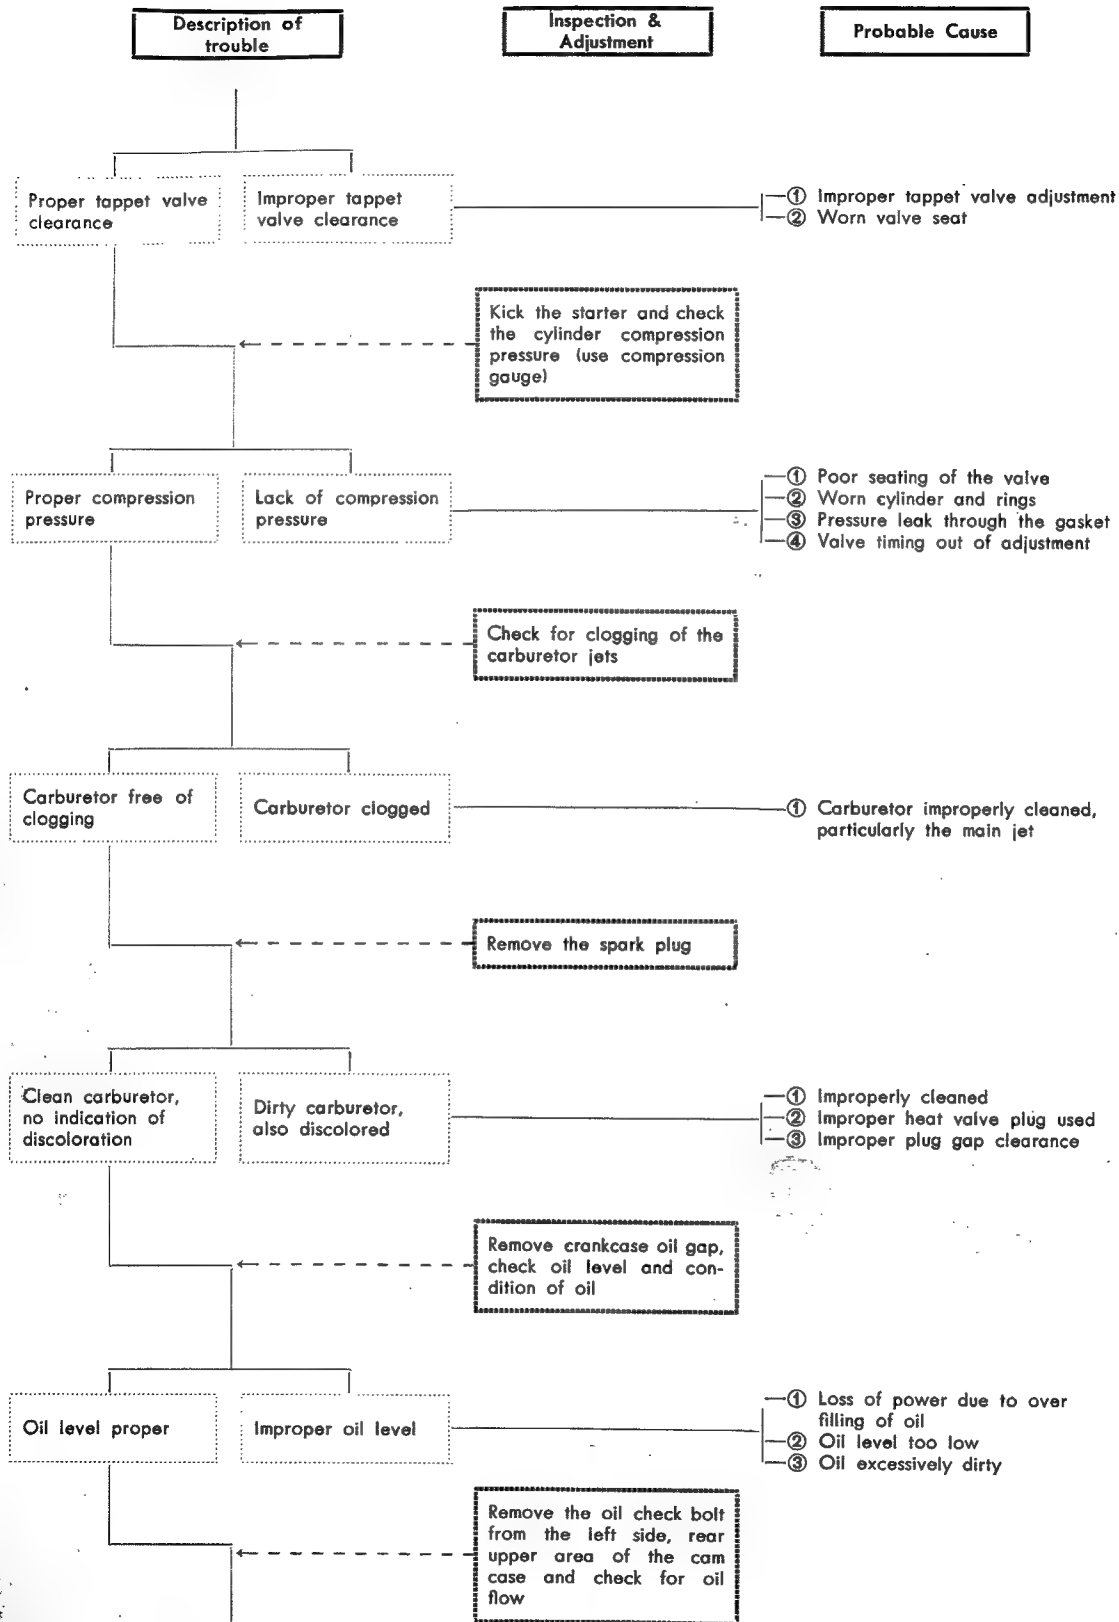 Description of
trouble
Inspection &
Adjustment
Probable Cause
Proper tappet valve
clearance
Improper tappet
valve clearance
① Improper tappet valve adjustment
② Worn valve seat
Kick the starter and check
the cylinder compression
pressure (use compression
gauge)
Proper compression
pressure
Lack of compression
pressure
① Poor seating of the valve
② Worn cylinder and rings
③ Pressure leak through the gasket
④ Valve timing out of adjustment
Check for clogging of the
carburetor jets
Carburetor free of
clogging
Carburetor clogged
① Carburetor improperly cleaned,
particularly the main jet
Remove the spark plug
Clean carburetor,
no indication of
discoloration
Dirty carburetor,
also discolored
① Improperly cleaned
② Improper heat valve plug used
③ Improper plug gap clearance
Remove crankcase oil gap,
check oil level and con-
dition of oil
Oil level proper
Improper oil level
① Loss of power due to over
filling of oil
② Oil level too low
③ Oil excessively dirty
Remove the oil check bolt
from the left side, rear
upper area of the cam
case and check for oil
flow